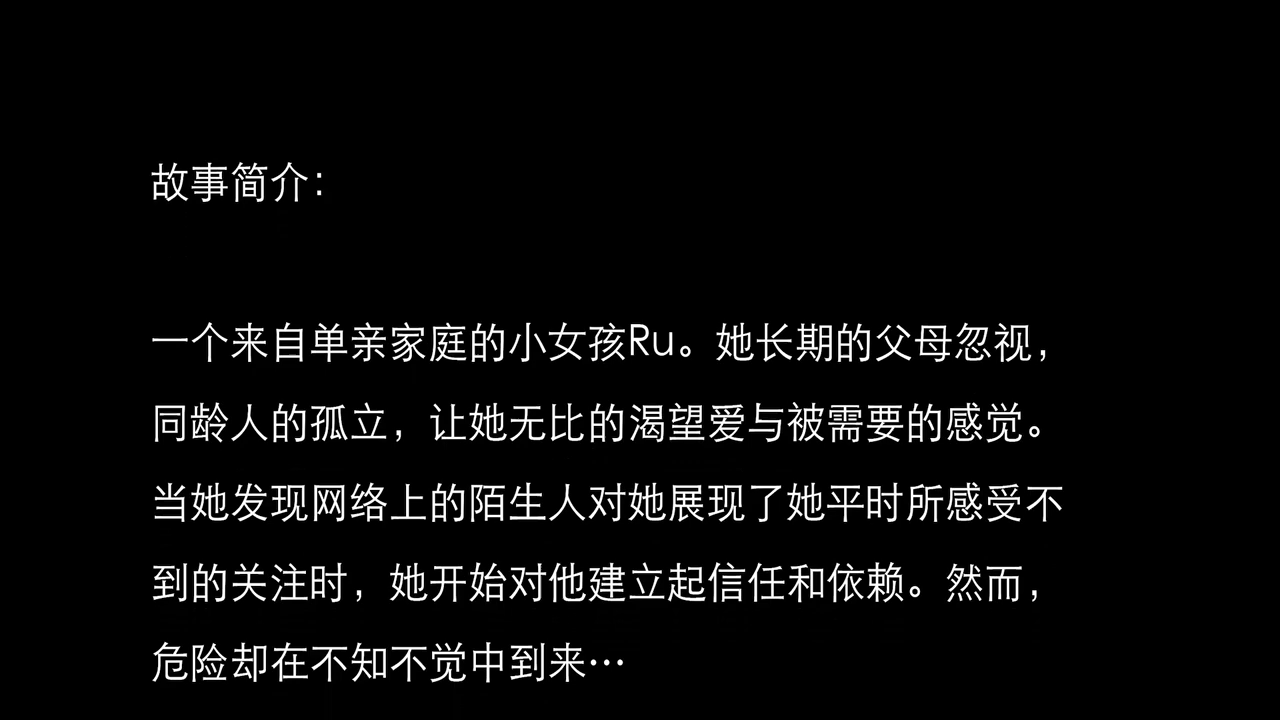 故事简介：
一个来自单亲家庭的小女孩Ru。她长期的父母忽视，
同龄人的孤立，让她无比的渴望爱与被需要的感觉。
当她发现网络上的陌生人对她展现了她平时所感受不
到的关注时，她开始对他建立起信任和依赖。然而，
危险却在不知不觉中到来…